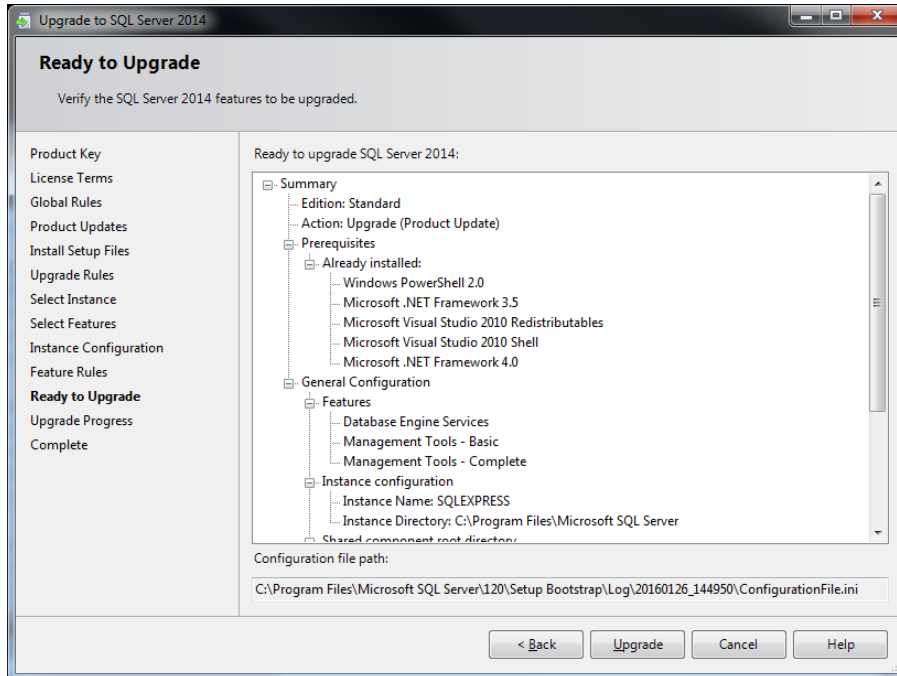 Upgrade to SQL Server 2014
Ready to Upgrade
Verify the SQL Server 2014 features to be upgraded.
Product Key
License Terms
Global Rules
Product Updates
Install Setup Files
Upgrade Rules
Select Instance
Select Features
Instance Configuration
Feature Rules
Ready to Upgrade
Upgrade Progress
Complete
Ready to upgrade SQL Server 2014:
Summary
Edition: Standard
Action: Upgrade (Product Update)
Prerequisites
Already installed:
Windows PowerShell 2.0
Microsoft .NET Framework 3.5
Microsoft Visual Studio 2010 Redistributables
Microsoft Visual Studio 2010 Shell
Microsoft .NET Framework 4.0
General Configuration
Features
Database Engine Services
Management Tools - Basic
Management Tools - Complete
Instance configuration
Instance Name: SQLEXPRESS
Instance Directory: C:\Program Files\Microsoft SQL Server
Shared component root directory
Configuration file path:
C:\Program Files\Microsoft SQL Server\120\Setup Bootstrap\Log\20160126_144950\ConfigurationFile.ini
< Back
Upgrade
Cancel
Help